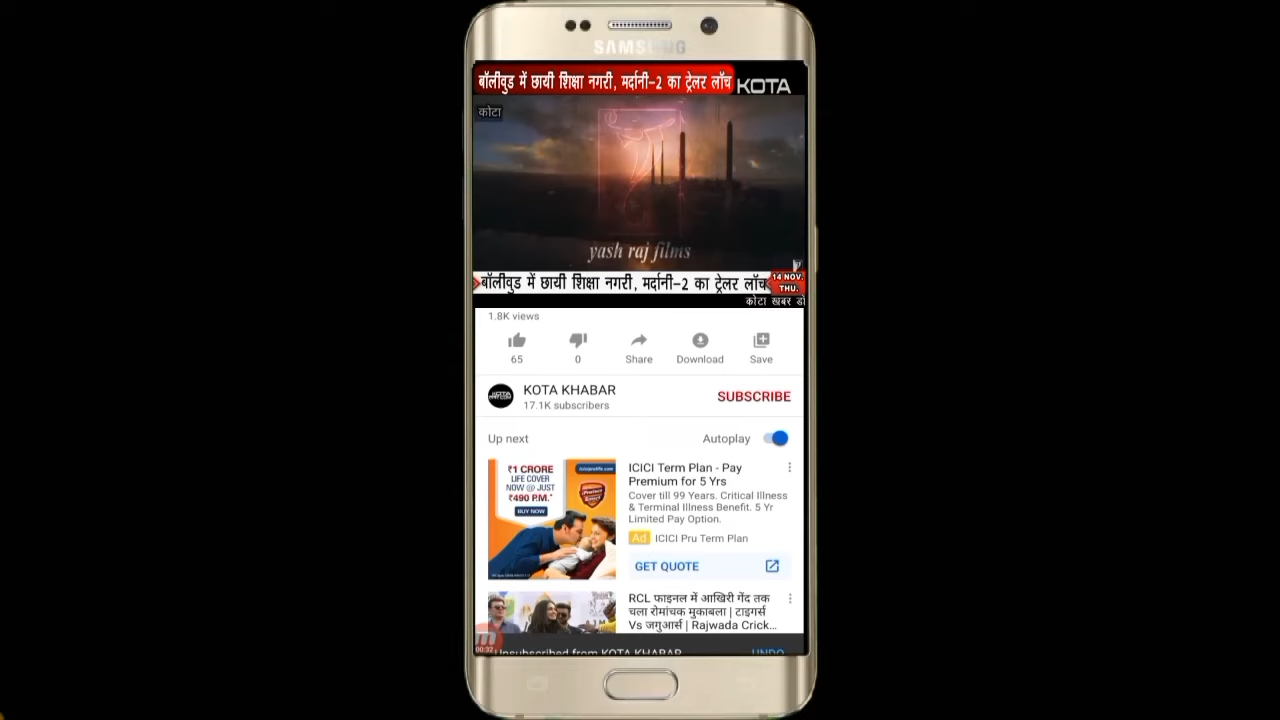 SAMSUNG
बॉलीवुड में छायी शिक्षा नगरी, मर्दानी-2 का ट्रेलर लॉच
KOTA
कोटा
yash raj films
बॉलीवुड में छायी शिक्षा नगरी, मर्दानी-2 का ट्रेलर लॉच
14 NOV.
THU.
कोटा खबर डॉ
1.8K views
65
0
Share
Download
Save
KOTA KHABAR
17.1K subscribers
SUBSCRIBE
Up next
Autoplay
₹1 CRORE
LIFE COVER
NOW @ JUST
₹490 P.M.*
BUY NOW
ICICI Term Plan - Pay
Premium for 5 Yrs
Cover till 99 Years. Critical Illness
& Terminal Illness Benefit. 5 Yr
Limited Pay Option.
Ad ICICI Pru Term Plan
GET QUOTE
RCL फाइनल में आखिरी गेंद तक
चला रोमांचक मुकाबला | टाइगर्स
Vs जगुआर्स | Rajwada Crick...
00:32
Unsubscribed from KOTA KHABAR
UNDO